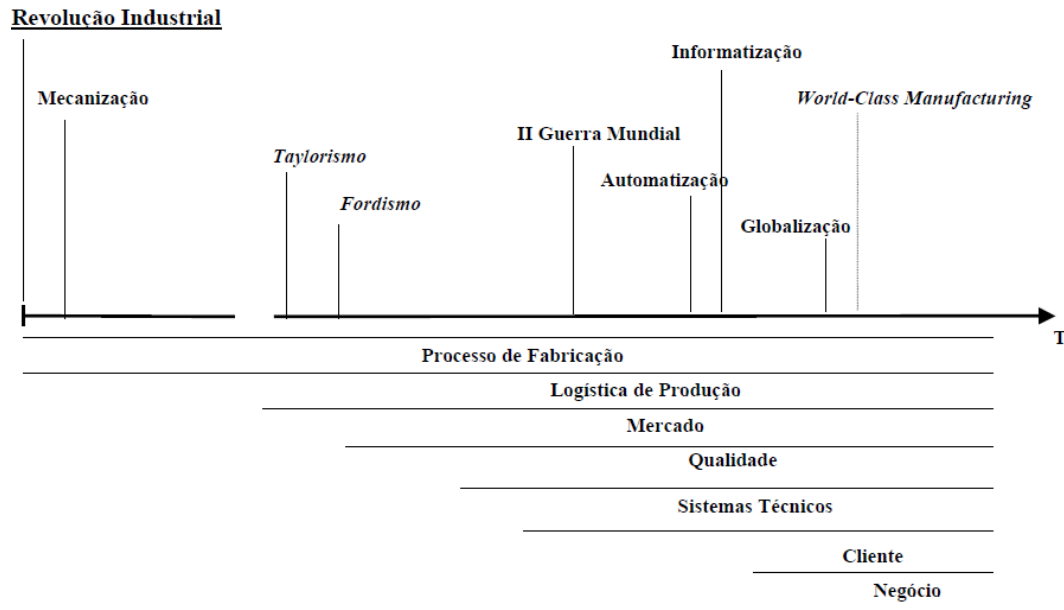 Revolução Industrial
Informatização
Mecanização
World-Class Manufacturing
II Guerra Mundial
Taylorismo
Automatização
Fordismo
Globalização
T
Processo de Fabricação
Logística de Produção
Mercado
Qualidade
Sistemas Técnicos
Cliente
Negócio